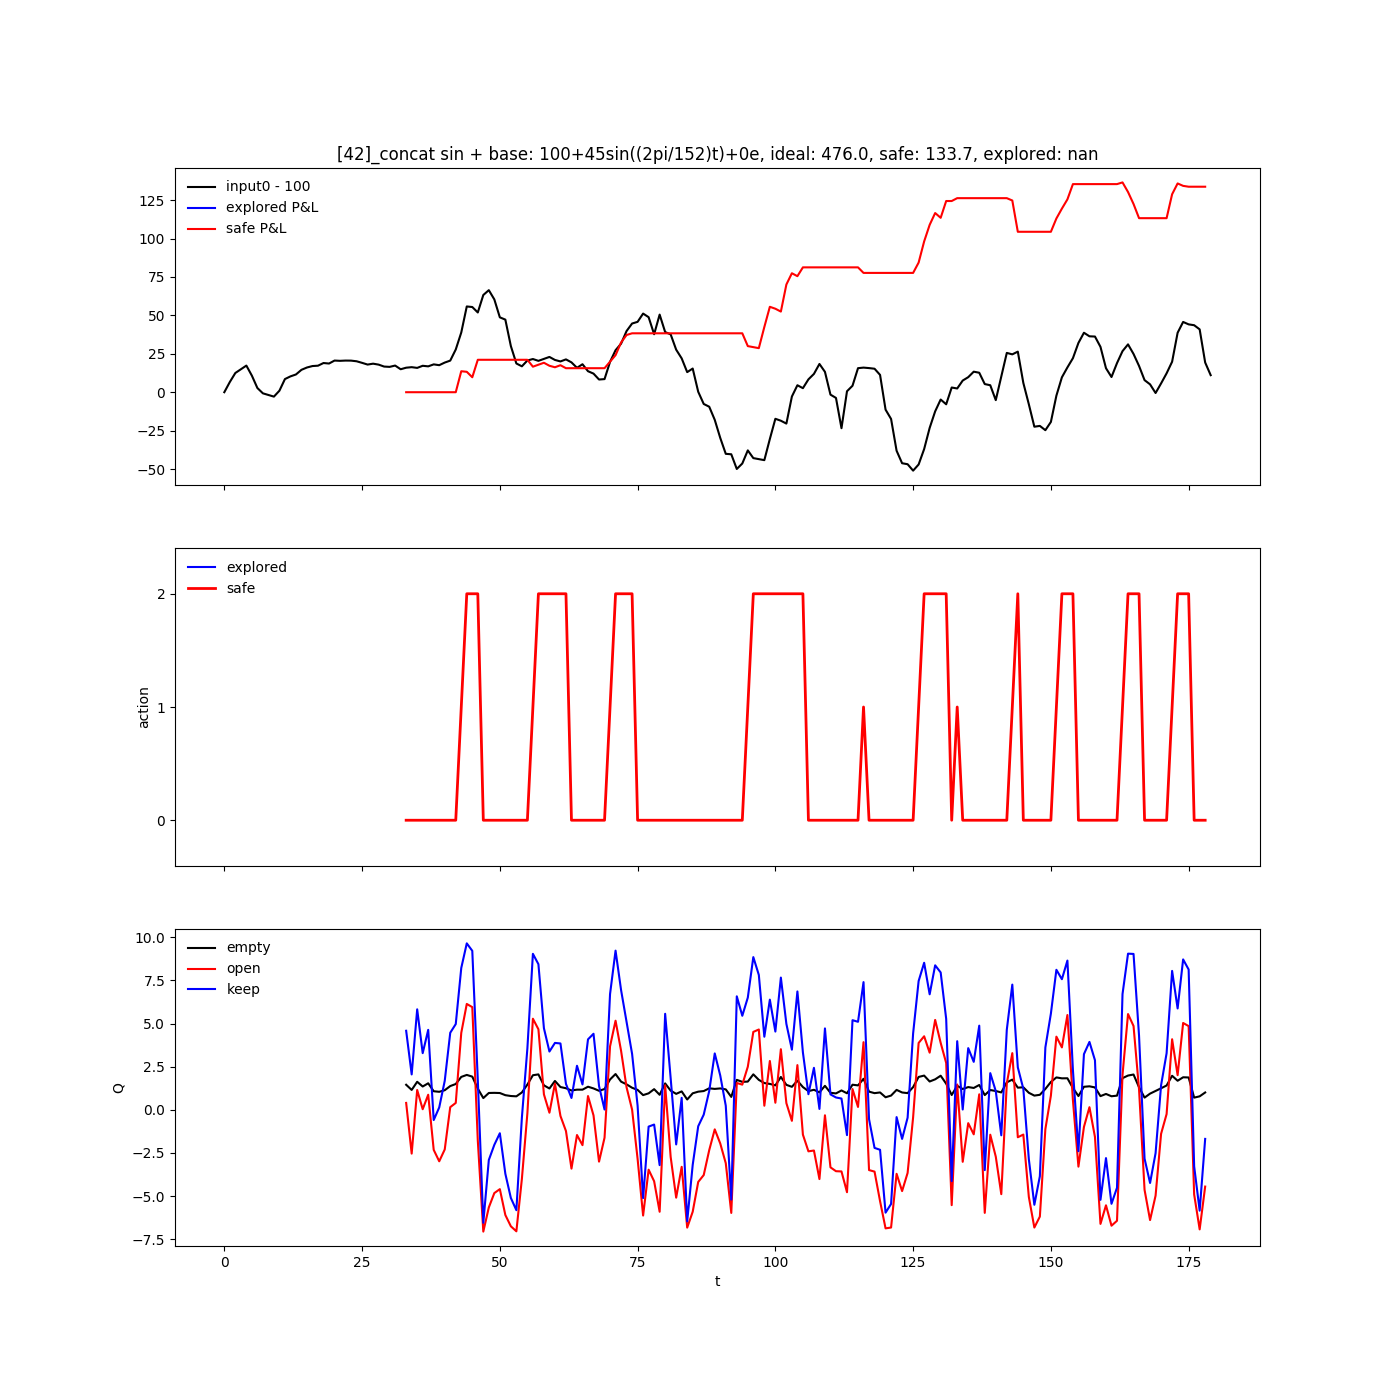 [42]_concat sin + base: 100+45sin((2pi/152)t)+0e, ideal: 476.0, safe: 133.7, explored: nan
input0 - 100
explored P&L
safe P&L
125
100
75
50
25
0
−25
−50
explored
safe
2
1
0
action
empty
open
keep
10.0
7.5
5.0
2.5
0.0
−2.5
−5.0
−7.5
Q
0 25 50 75 100 125 150 175
t